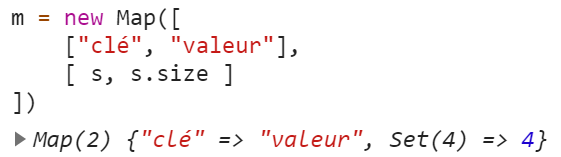 m = new Map([
    ["clé", "valeur"],
    [ s, s.size ]
])
▶Map(2) {"clé" => "valeur", Set(4) => 4}